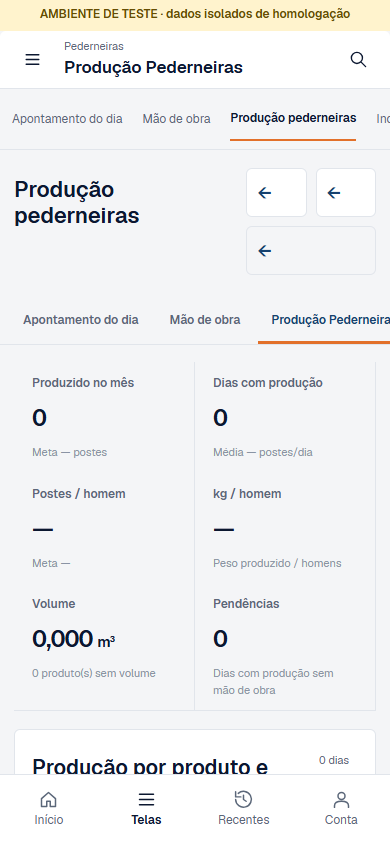 AMBIENTE DE TESTE · dados isolados de homologação
Pederneiras
Produção Pederneiras
Apontamento do dia Mão de obra Produção pederneiras
Produção
pederneiras
Apontamento do dia Mão de obra Produção Pederneira
Produzido no mês Dias com produção
0 0
Meta — postes Média — postes/dia
Postes / homem kg / homem
— —
Meta — Peso produzido / homens
Volume Pendências
0,000 m³ 0
0 produto(s) sem volume Dias com produção sem
mão de obra
Produção por produto e 0 dias
Início Telas Recentes Conta